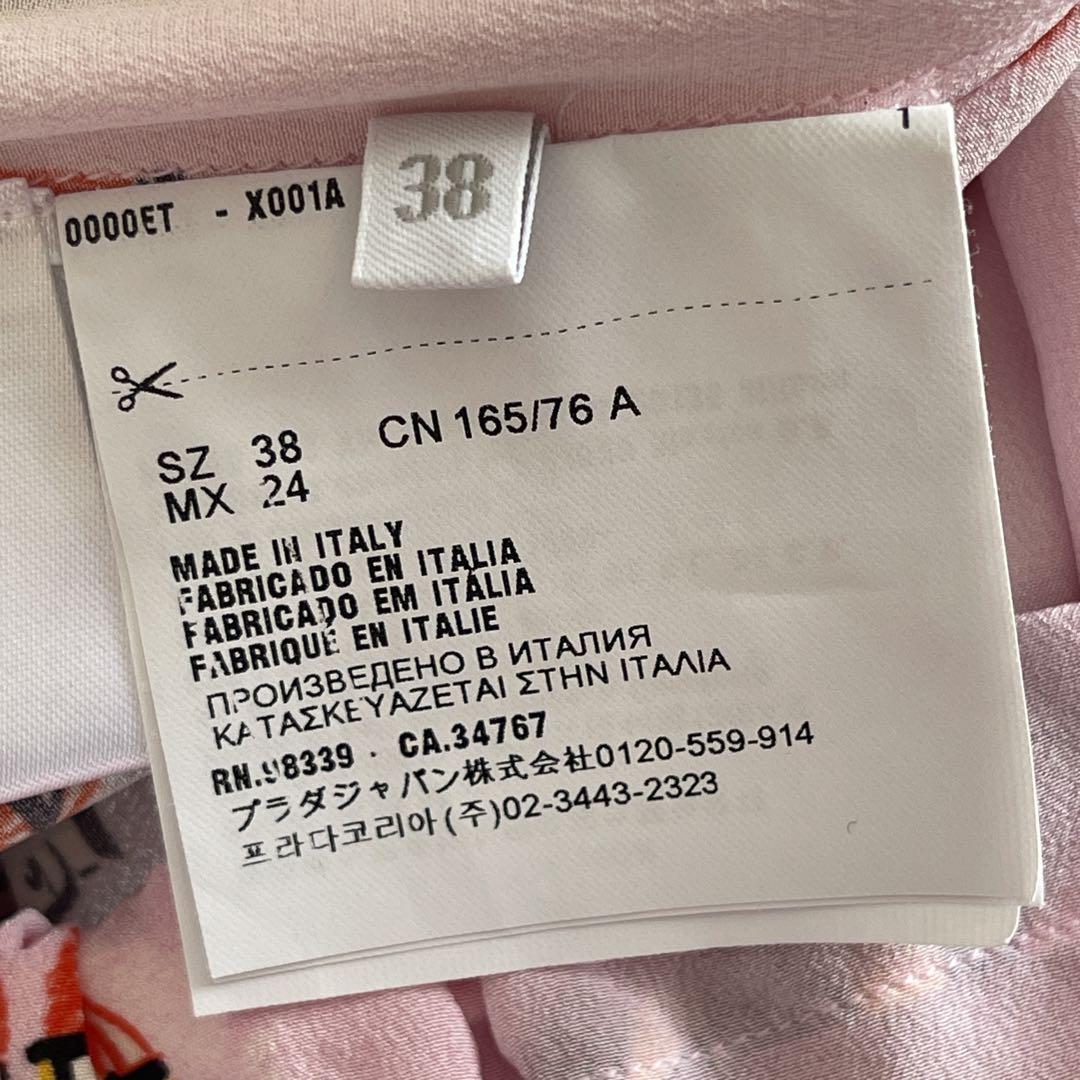 1
38
0000ET - X001A
SZ 38 CN 165/76 A
MX 24
MADE IN ITALY
FABRICADO EN ITALIA
FABRICADO EM ITÁLIA
FABRIQUÉ EN ITALIE
ПРОИЗВЕДЕНО В ИТАЛИЯ
ΚΑΤΑΣΚΕΥΑΖΕΤΑΙ ΣΤΗΝ ΙΤΑΛΙΑ
RN.98339 · CA.34767
プラダジャパン株式会社0120-559-914
프라다코리아(주)02-3443-2323